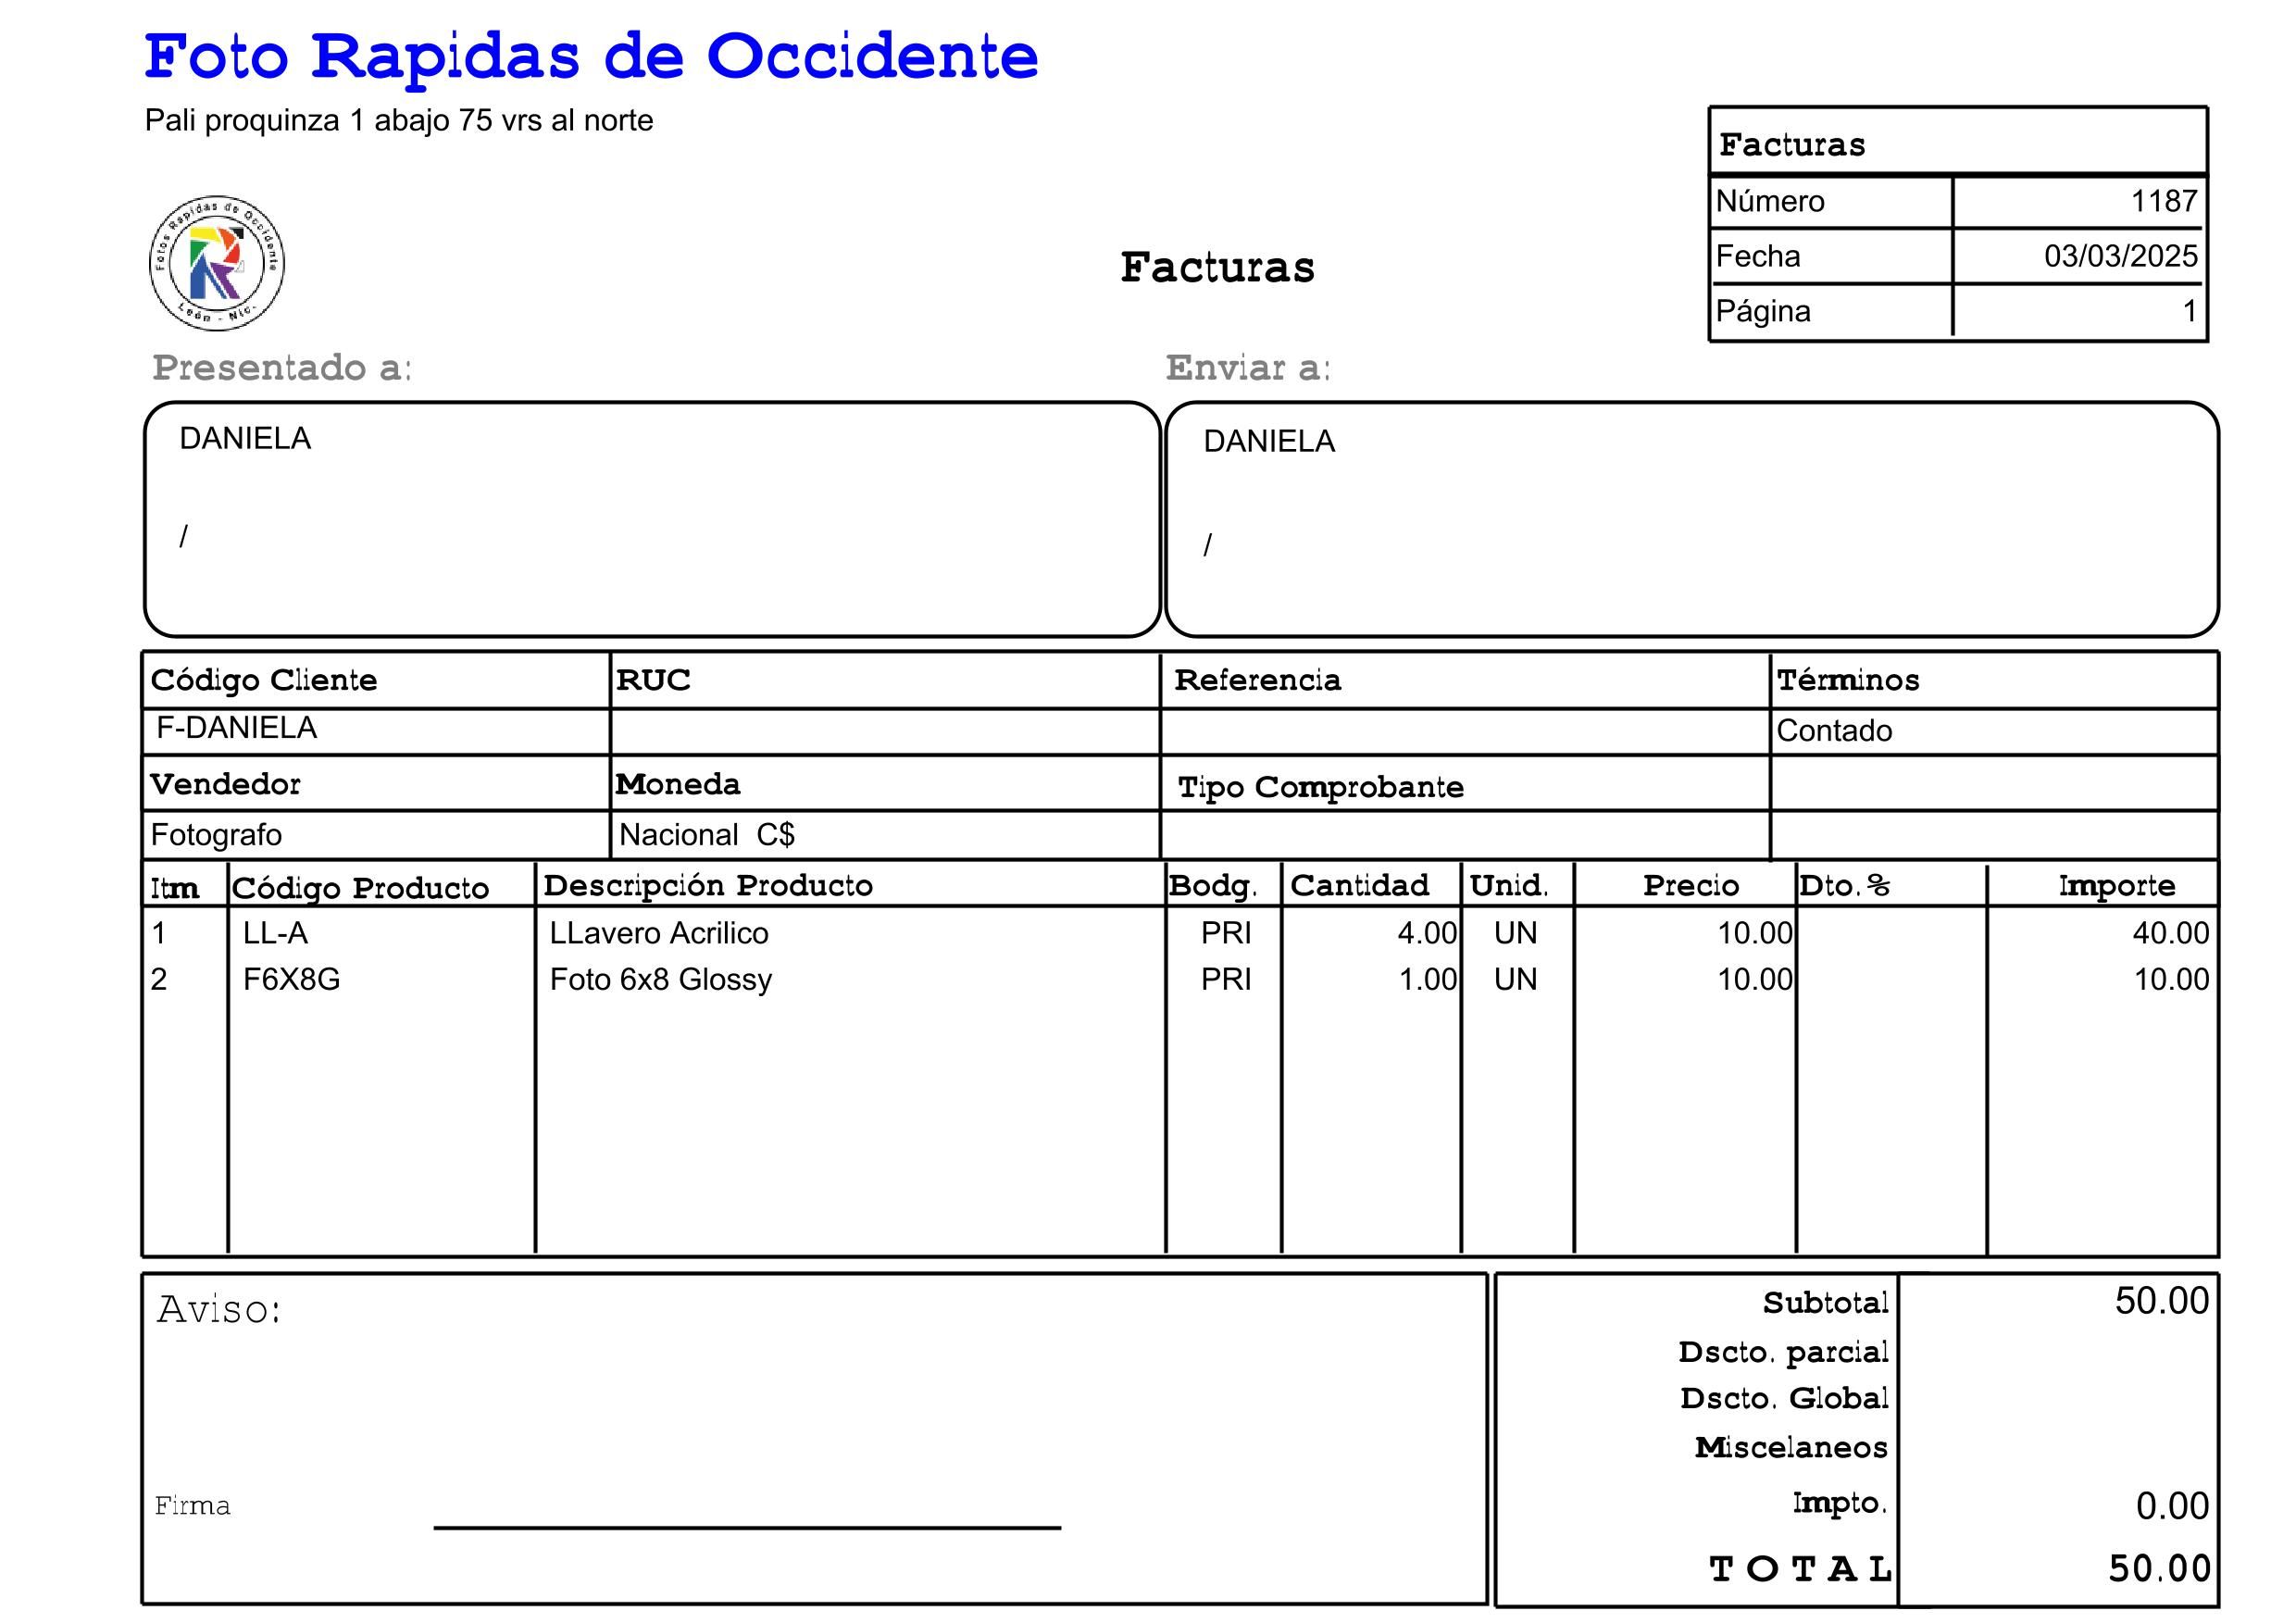 Foto Rapidas de Occidente
Pali proquinza 1 abajo 75 vrs al norte
Facturas
Número 1187
Fecha 03/03/2025
Página 1
Fotos Rapidas de Occidente
León - Nic.
Facturas
Presentado a: Enviar a:
DANIELA DANIELA
/ /
Código Cliente RUC Referencia Términos
F-DANIELA Contado
Vendedor Moneda Tipo Comprobante
Fotografo Nacional C$
Itm Código Producto Descripción Producto Bodg. Cantidad Unid. Precio Dto.% Importe
1 LL-A LLavero Acrilico PRI 4.00 UN 10.00 40.00
2 F6X8G Foto 6x8 Glossy PRI 1.00 UN 10.00 10.00
Aviso:
Subtotal 50.00
Dscto. parcial
Dscto. Global
Miscelaneos
Firma
Impto. 0.00
TOTAL 50.00